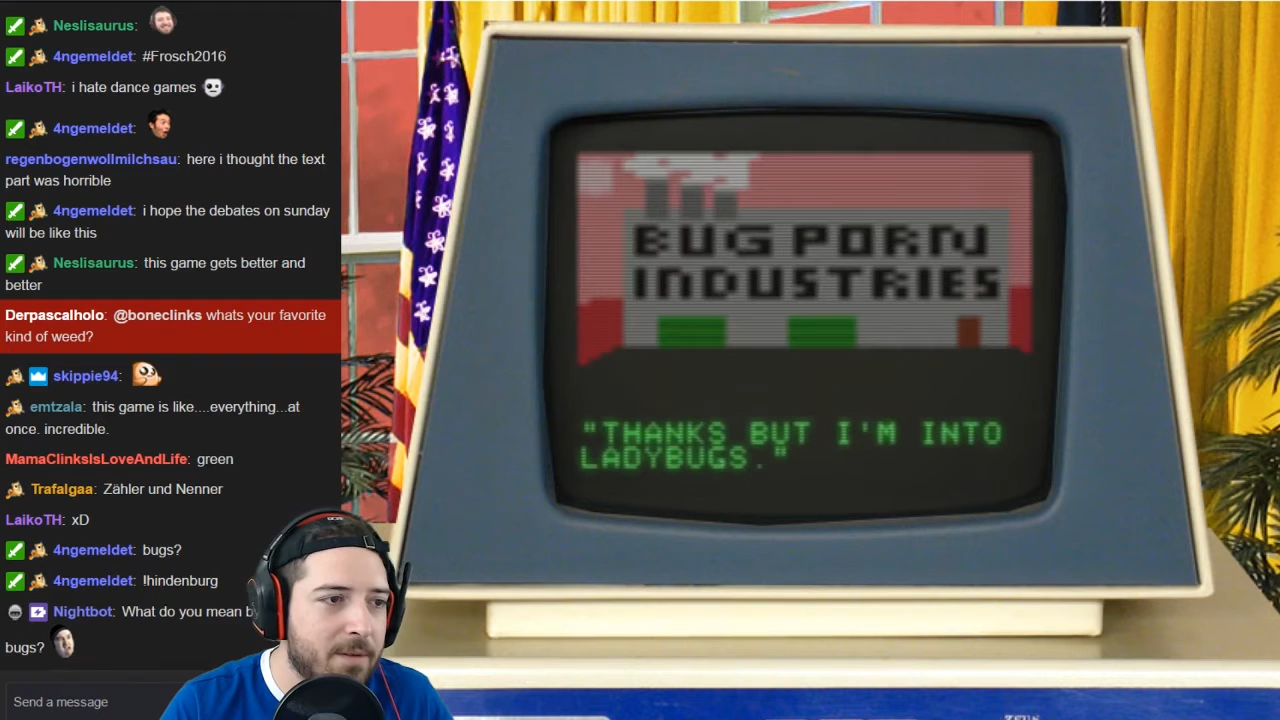 Neslisaurus:
4ngemeldet: #Frosch2016
LaikoTH: i hate dance games
4ngemeldet:
regenbogenwollmilchsau: here i thought the text
part was horrible
4ngemeldet: i hope the debates on sunday
will be like this
Neslisaurus: this game gets better and
better
Derpascalholo: @boneclinks whats your favorite
kind of weed?
skippie94:
emtzala: this game is like....everything...at
once. incredible.
MamaClinksIsLoveAndLife: green
Trafalgaa: Zähler und Nenner
LaikoTH: xD
4ngemeldet: bugs?
4ngemeldet: !hindenburg
Nightbot: What do you mean
bugs?
Send a message
BUG PORN
INDUSTRIES
"THANKS BUT I'M INTO
LADYBUGS."